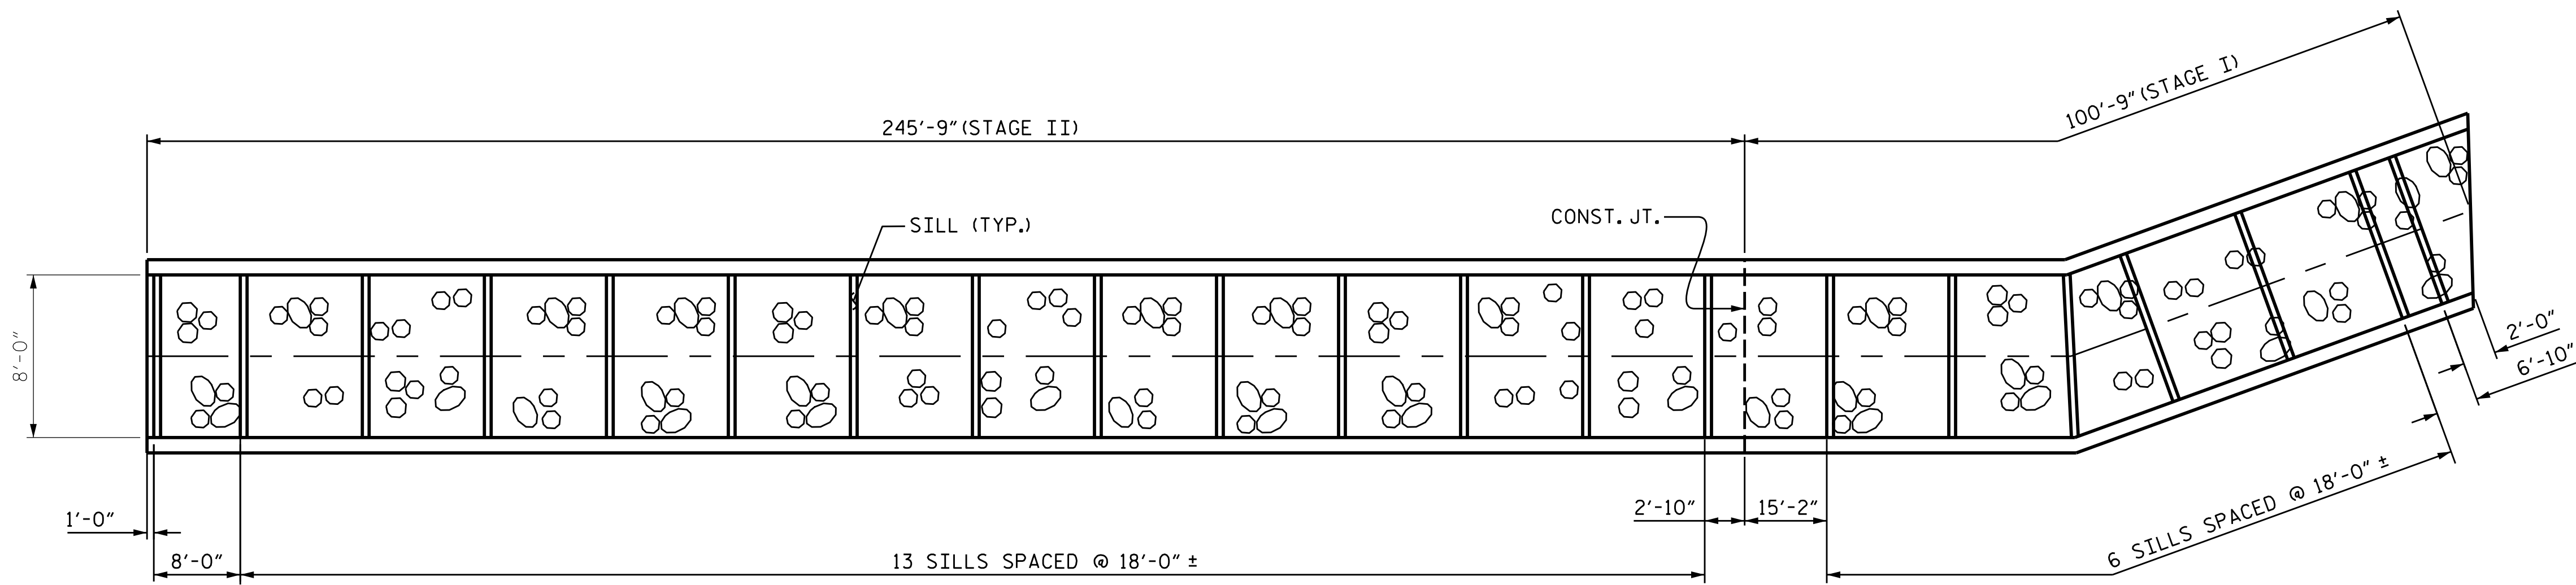 100'-9" (STAGE I)
245'-9" (STAGE II)
SILL (TYP.)
CONST. JT.
8'-0"
2'-0"
6'-10"
1'-0"
2'-10"
15'-2"
8'-0"
13 SILLS SPACED @ 18'-0" ±
6 SILLS SPACED @ 18'-0" ±